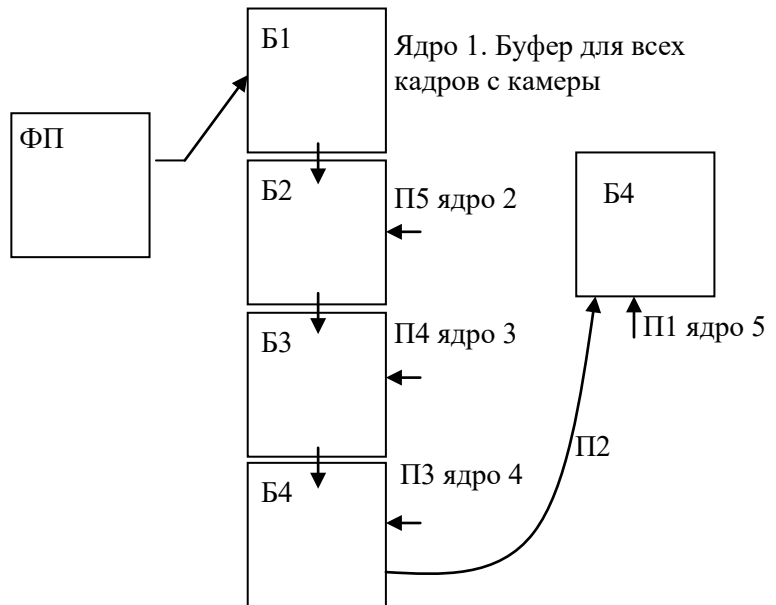 Б1
Ядро 1. Буфер для всех
кадров с камеры
ФП
Б2
П5 ядро 2
Б4
Б3
П4 ядро 3
П1 ядро 5
П2
Б4
П3 ядро 4